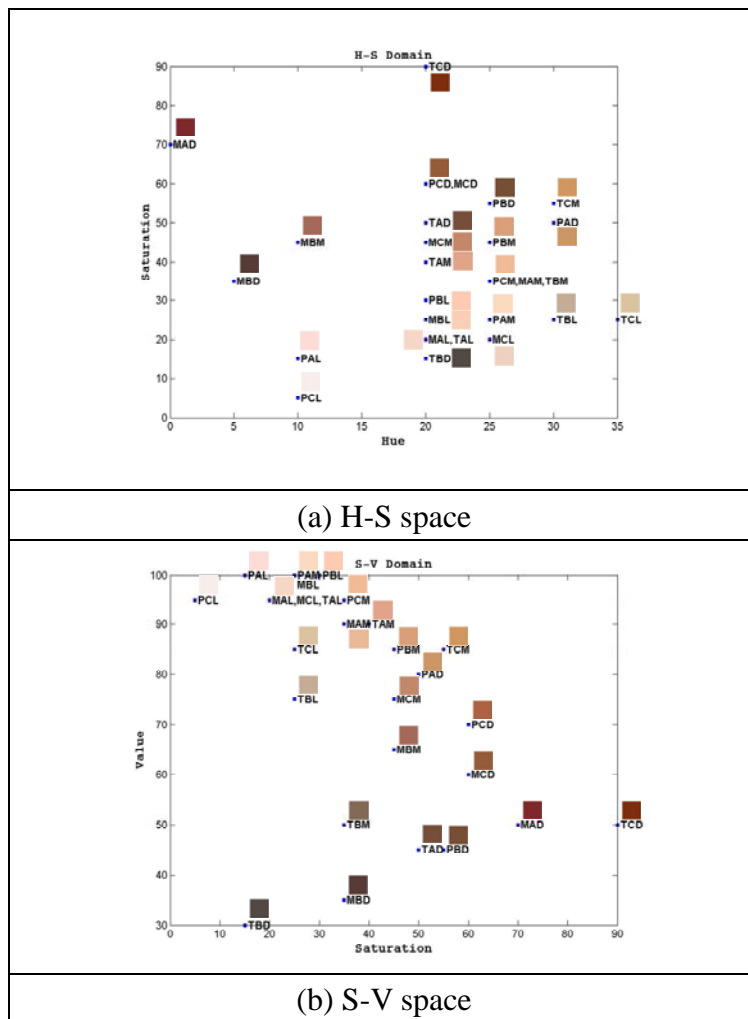 H-S Domain
90
TCD
80
MAD
70
60
PCD,MCD
PBD
TCM
50
TAD
PAD
MBM
MCM
PBM
40
TAM
MBD
PCM,MAM,TBM
30
PBL
MBL
PAM
TBL
TCL
20
MAL,TAL
MCL
PAL
TBD
10
PCL
0
0 5 10 15 20 25 30 35
Saturation
Hue
(a) H-S space
S-V Domain
100
PAL
PAM
PBL
MBL
PCL
MAL,MCL,TAL
PCM
90
MAM
TAM
TCL
PBM
TCM
80
PAD
TBL
MCM
70
PCD
MBM
60
MCD
50
TBM
MAD
TCD
TAD
PBD
40
MBD
30
TBD
0 10 20 30 40 50 60 70 80 90
Value
Saturation
(b) S-V space